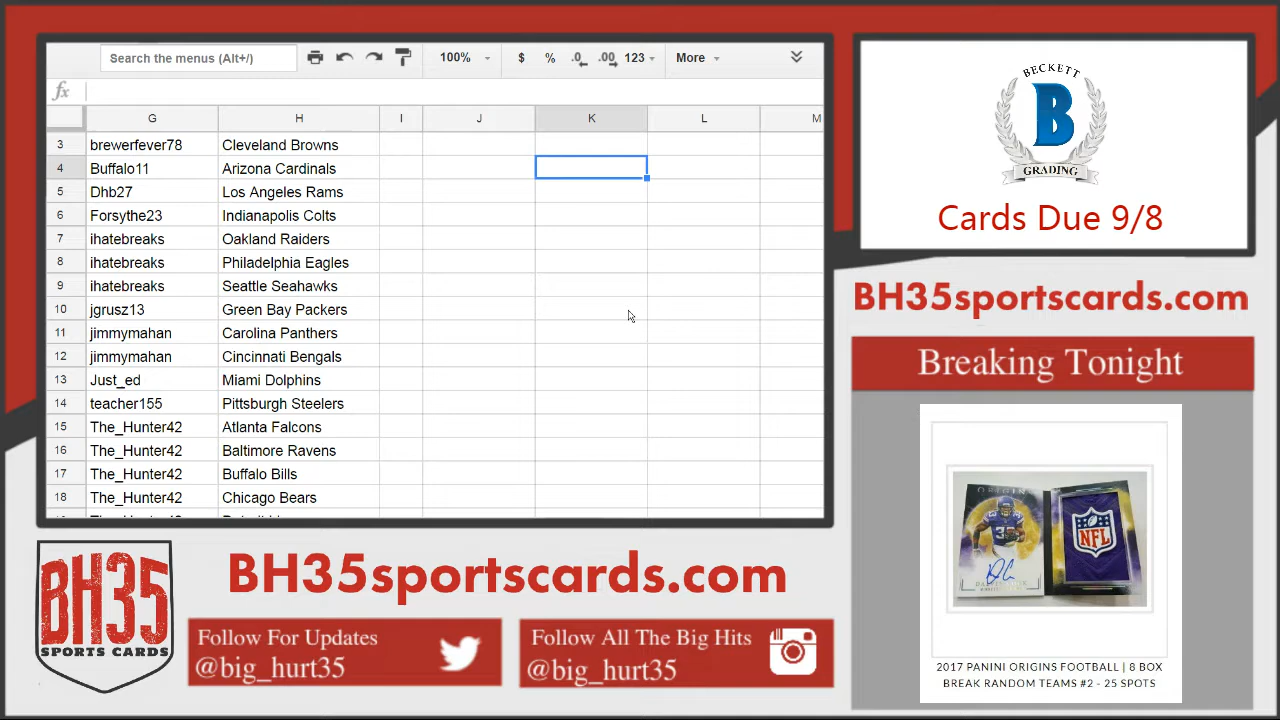 Search the menus (Alt+/)
100%
$ % .0 .00 123
More
fx
G H I J K L M
3 brewerfever78 Cleveland Browns
4 Buffalo11 Arizona Cardinals
5 Dhb27 Los Angeles Rams
6 Forsythe23 Indianapolis Colts
7 ihatebreaks Oakland Raiders
8 ihatebreaks Philadelphia Eagles
9 ihatebreaks Seattle Seahawks
10 jgrusz13 Green Bay Packers
11 jimmymahan Carolina Panthers
12 jimmymahan Cincinnati Bengals
13 Just_ed Miami Dolphins
14 teacher155 Pittsburgh Steelers
15 The_Hunter42 Atlanta Falcons
16 The_Hunter42 Baltimore Ravens
17 The_Hunter42 Buffalo Bills
18 The_Hunter42 Chicago Bears
BECKETT
B
GRADING
Cards Due 9/8
BH35sportscards.com
Breaking Tonight
ORIGINS
NFL
2017 PANINI ORIGINS FOOTBALL | 8 BOX
BREAK RANDOM TEAMS #2 - 25 SPOTS
BH35
SPORTS CARDS
BH35sportscards.com
Follow For Updates
@big_hurt35
Follow All The Big Hits
@big_hurt35